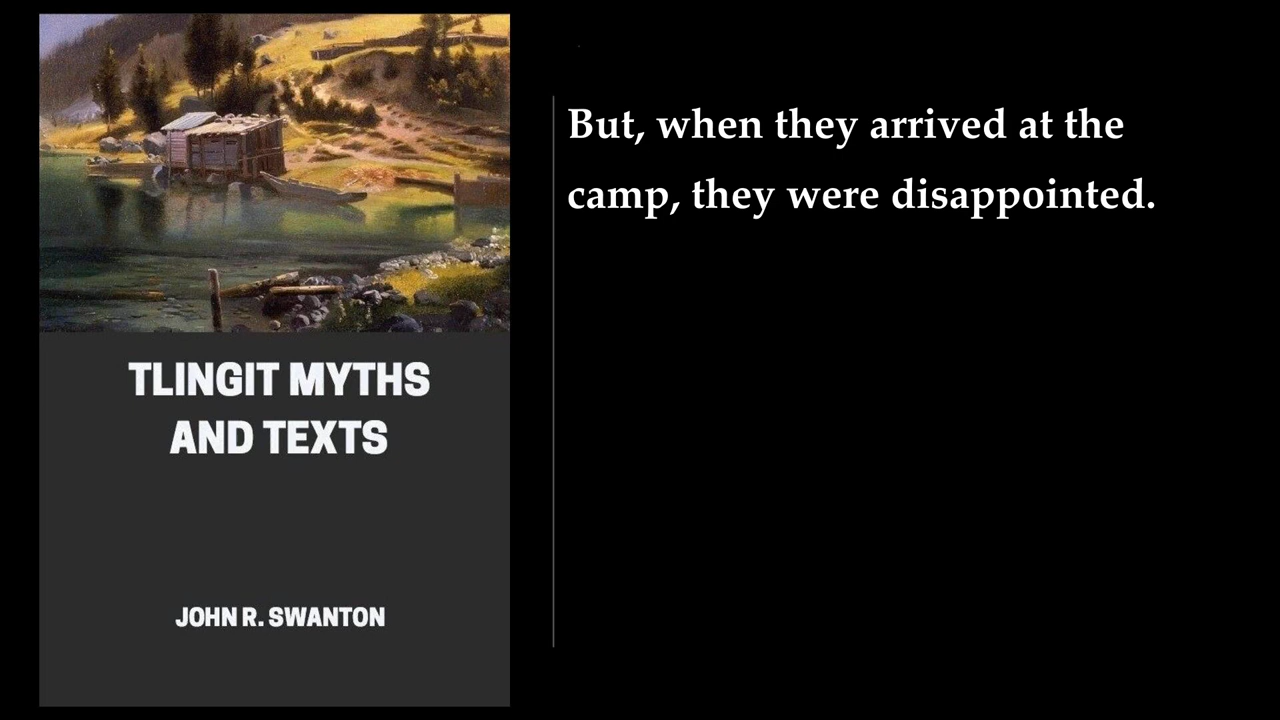 TLINGIT MYTHS
AND TEXTS
JOHN R. SWANTON
But, when they arrived at the
camp, they were disappointed.